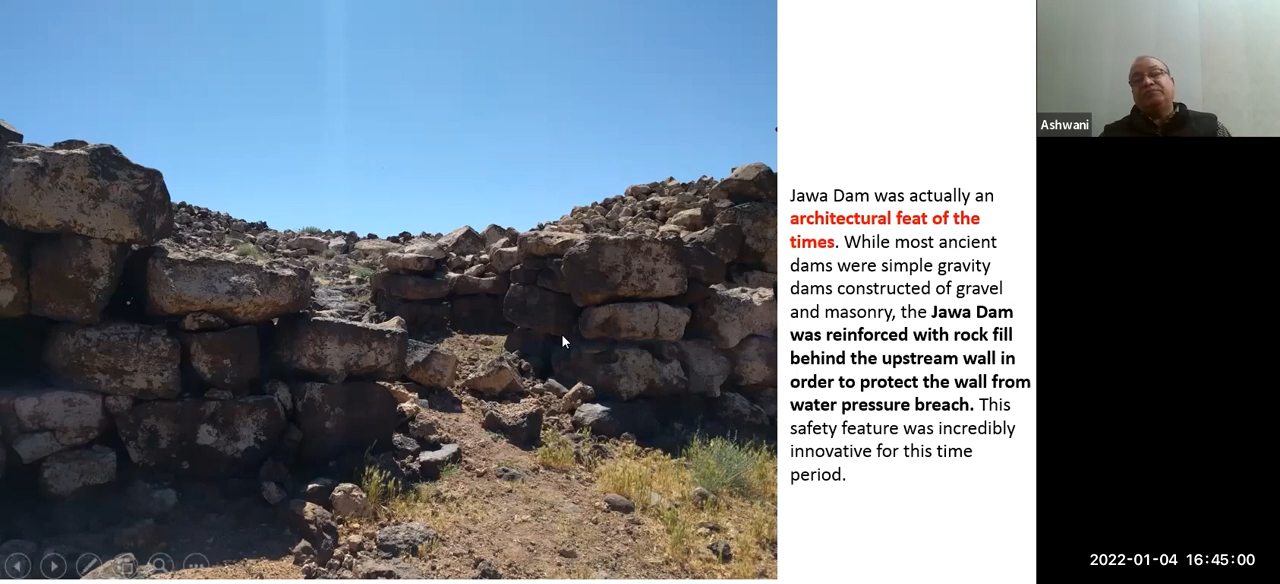 Jawa Dam was actually an
architectural feat of the
times. While most ancient
dams were simple gravity
dams constructed of gravel
and masonry, the Jawa Dam
was reinforced with rock fill
behind the upstream wall in
order to protect the wall from
water pressure breach. This
safety feature was incredibly
innovative for this time
period.
Ashwani
2022-01-04 16:45:00